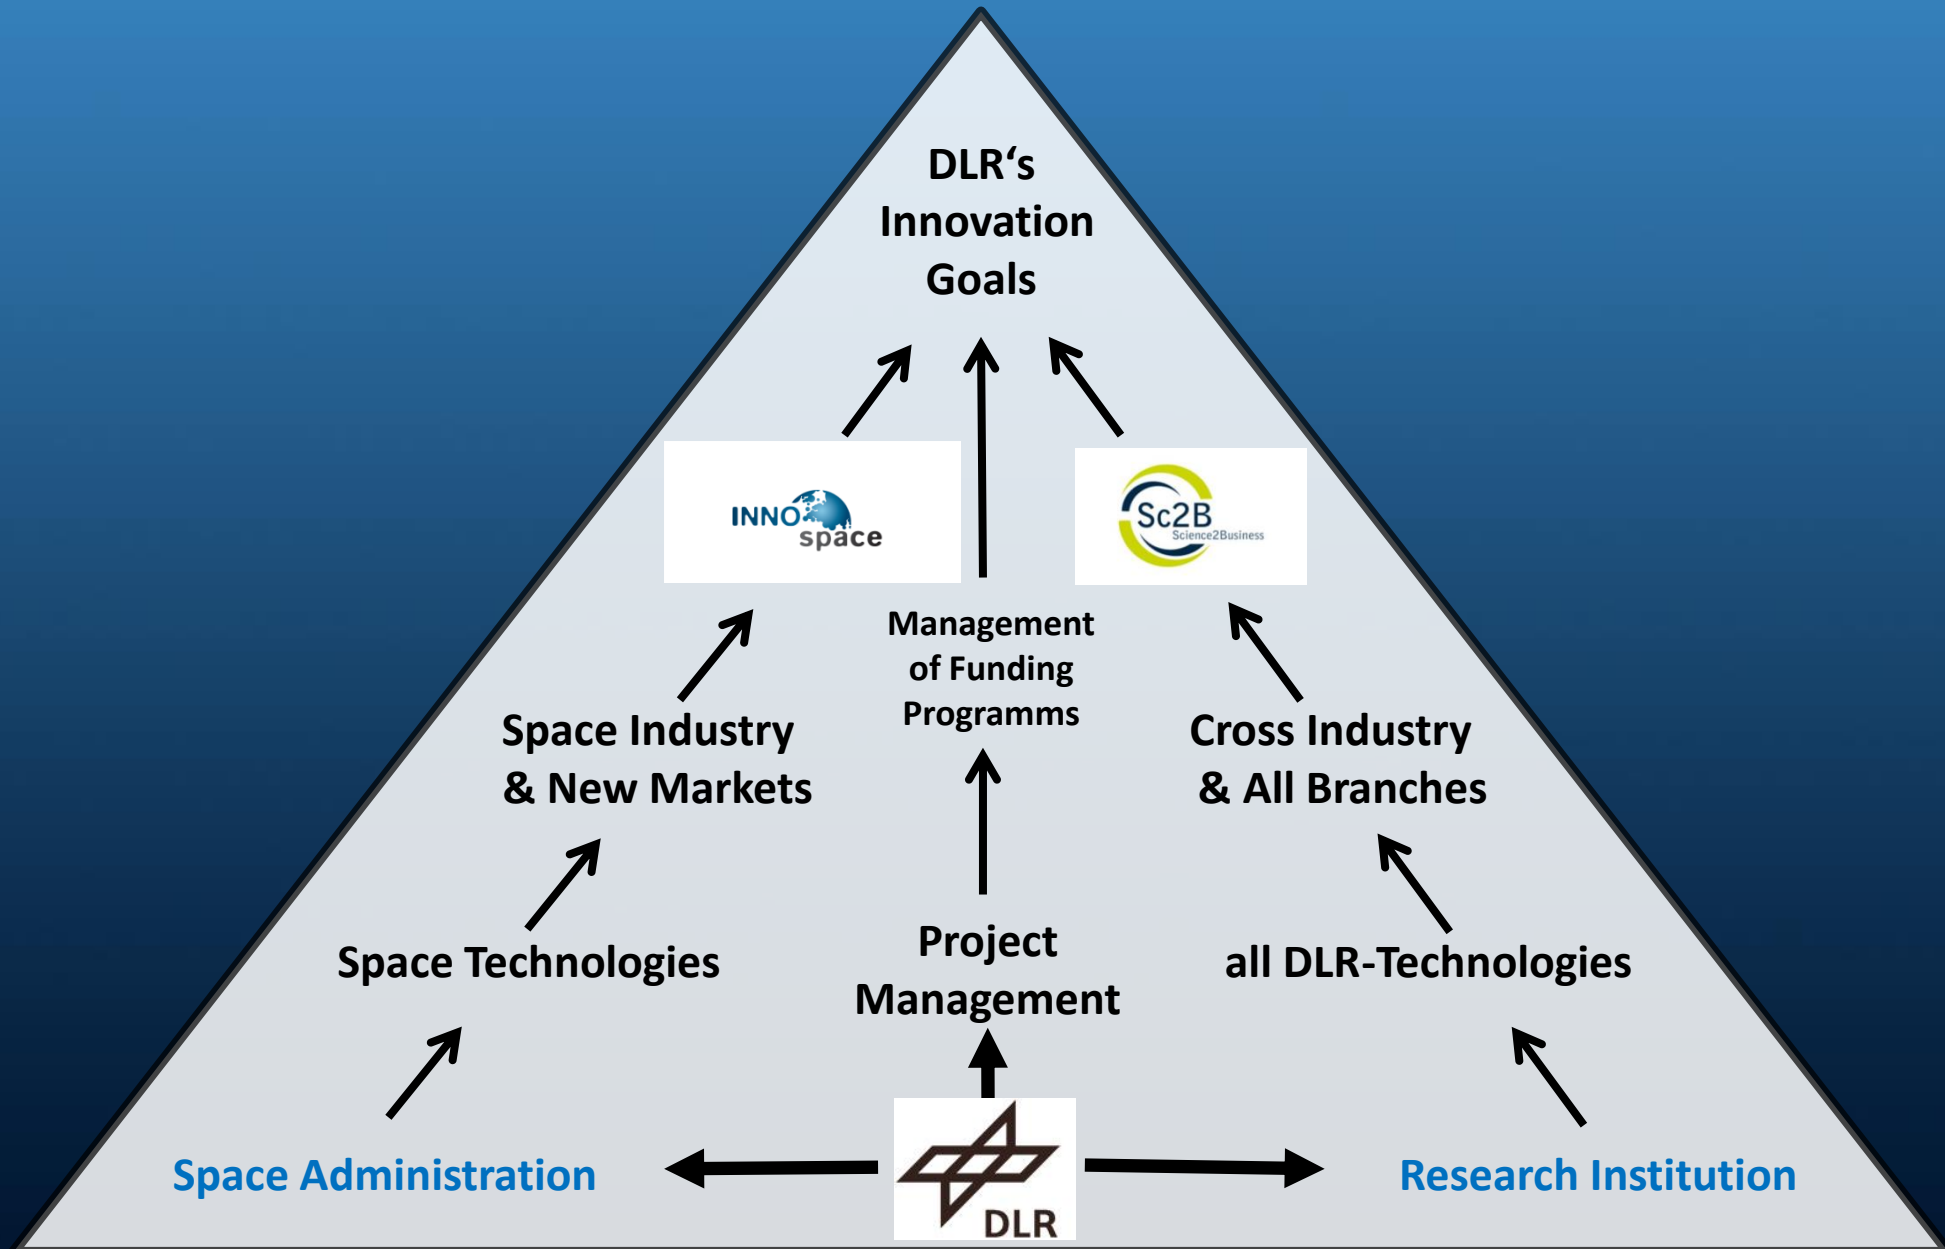 DLR‘s
Innovation
Goals
INNO
space
Sc2B
Science2Business
Management
of Funding
Programms
Space Industry
& New Markets
Cross Industry
& All Branches
Space Technologies
Project
Management
all DLR-Technologies
Space Administration
DLR
Research Institution